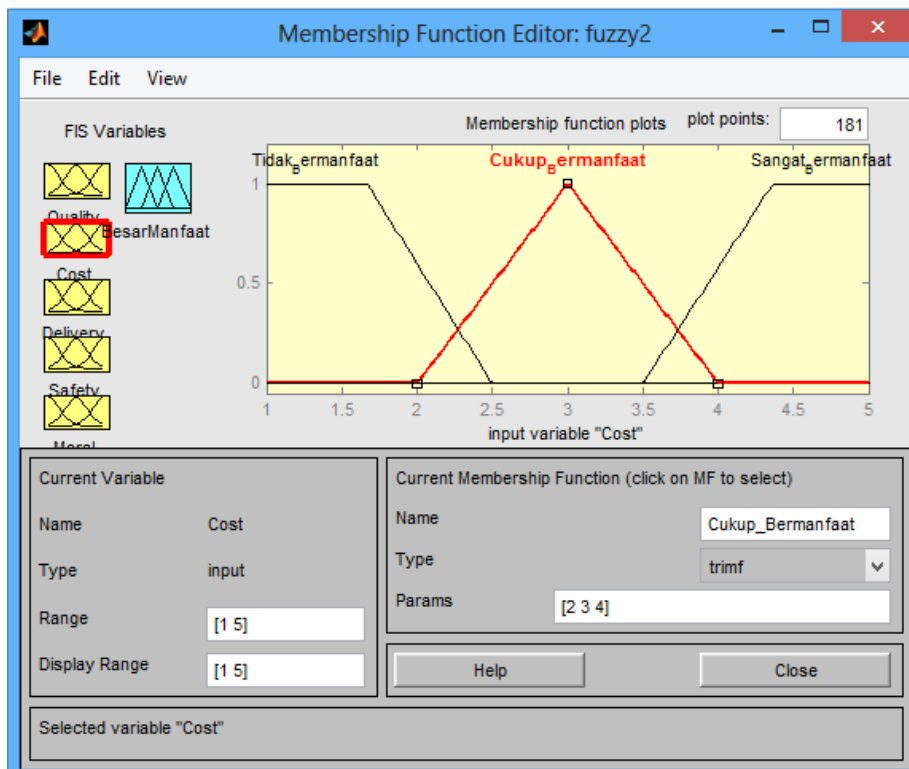 Membership Function Editor: fuzzy2
File Edit View
FIS Variables
Membership function plots plot points: 181
Quality
BesarManfaat
Cost
Delivery
Safety
Moral
Tidak_Bermanfaat Cukup_Bermanfaat Sangat_Bermanfaat
1
0.5
0
1 1.5 2 2.5 3 3.5 4 4.5 5
input variable "Cost"
Current Variable
Name Cost
Type input
Range [1 5]
Display Range [1 5]
Current Membership Function (click on MF to select)
Name Cukup_Bermanfaat
Type trimf
Params [2 3 4]
Help Close
Selected variable "Cost"